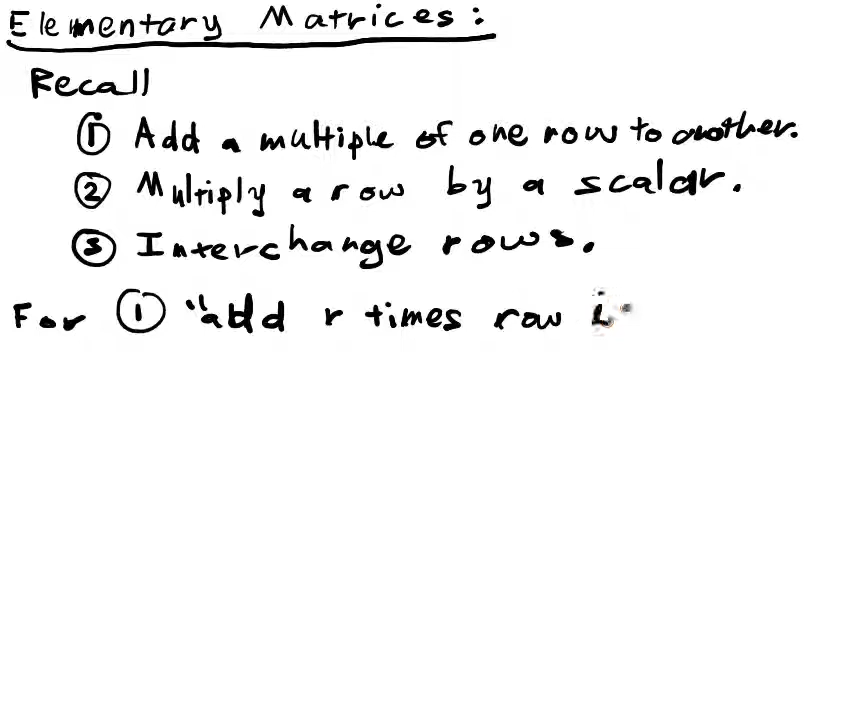 Elementary Matrices:
Recall
① Add a multiple of one row to another.
② Multiply a row by a scalar.
③ Interchange rows.
For ① "add r times row i